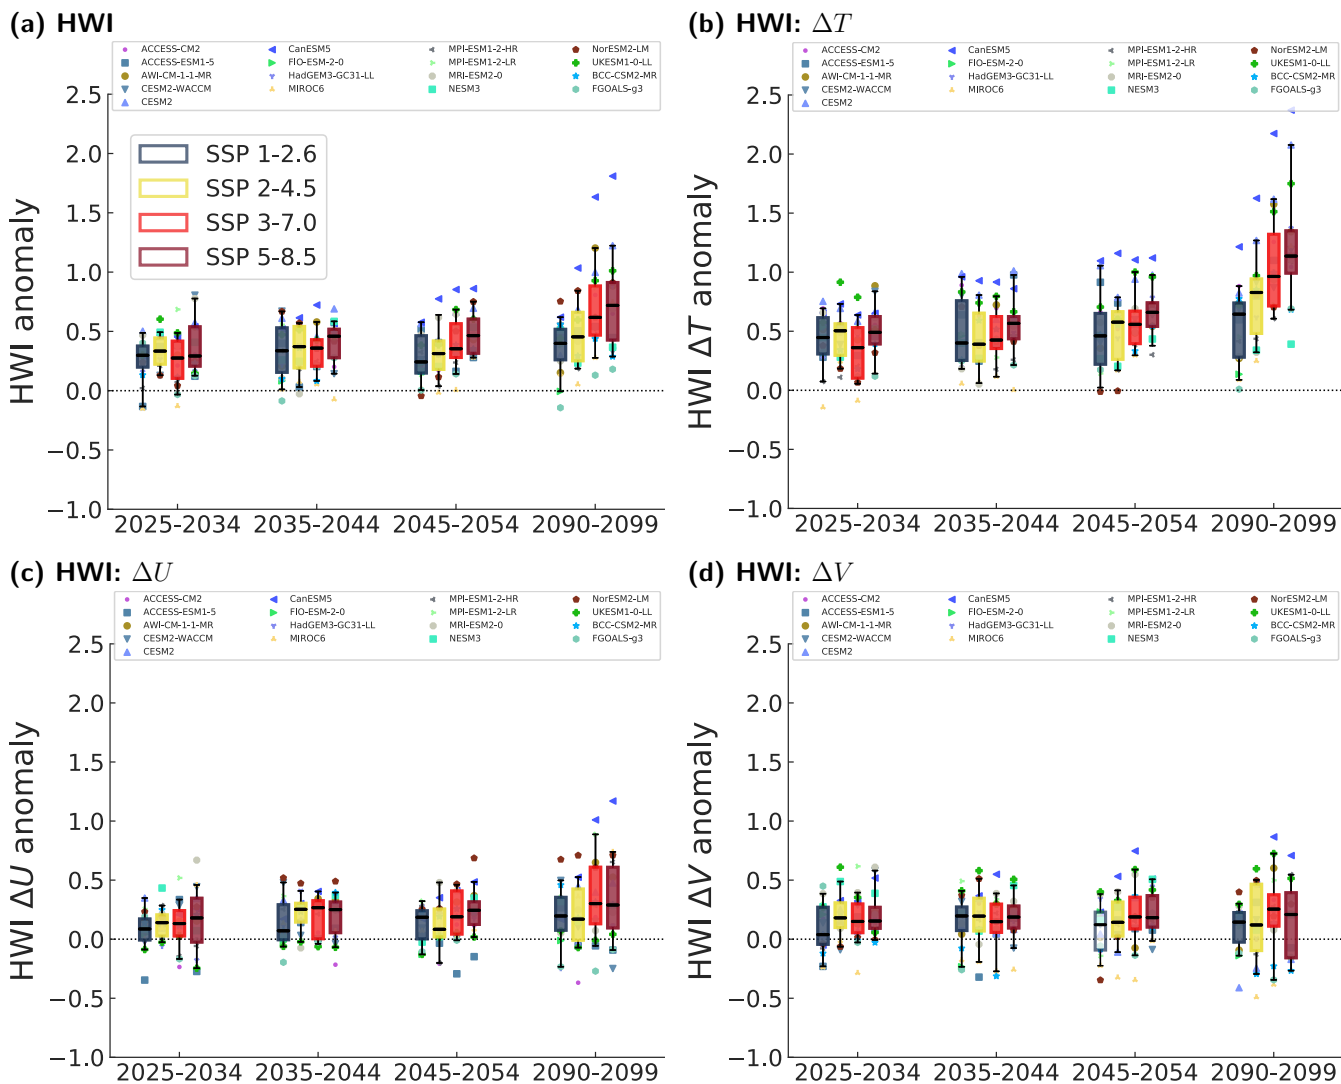 (a) HWI
ACCESS-CM2
ACCESS-ESM1-5
AWI-CM-1-1-MR
CESM2-WACCM
CESM2
CanESM5
FIO-ESM-2-0
HadGEM3-GC31-LL
MIROC6
MPI-ESM1-2-HR
MPI-ESM1-2-LR
MRI-ESM2-0
NESM3
NorESM2-LM
UKESM1-0-LL
BCC-CSM2-MR
FGOALS-g3
SSP 1-2.6
SSP 2-4.5
SSP 3-7.0
SSP 5-8.5
HWI anomaly
2.5
2.0
1.5
1.0
0.5
0.0
−0.5
−1.0
2025-2034 2035-2044 2045-2054 2090-2099
(b) HWI: ΔT
ACCESS-CM2
ACCESS-ESM1-5
AWI-CM-1-1-MR
CESM2-WACCM
CESM2
CanESM5
FIO-ESM-2-0
HadGEM3-GC31-LL
MIROC6
MPI-ESM1-2-HR
MPI-ESM1-2-LR
MRI-ESM2-0
NESM3
NorESM2-LM
UKESM1-0-LL
BCC-CSM2-MR
FGOALS-g3
HWI ΔT anomaly
2.5
2.0
1.5
1.0
0.5
0.0
−0.5
−1.0
2025-2034 2035-2044 2045-2054 2090-2099
(c) HWI: ΔU
ACCESS-CM2
ACCESS-ESM1-5
AWI-CM-1-1-MR
CESM2-WACCM
CESM2
CanESM5
FIO-ESM-2-0
HadGEM3-GC31-LL
MIROC6
MPI-ESM1-2-HR
MPI-ESM1-2-LR
MRI-ESM2-0
NESM3
NorESM2-LM
UKESM1-0-LL
BCC-CSM2-MR
FGOALS-g3
HWI ΔU anomaly
2.5
2.0
1.5
1.0
0.5
0.0
−0.5
−1.0
2025-2034 2035-2044 2045-2054 2090-2099
(d) HWI: ΔV
ACCESS-CM2
ACCESS-ESM1-5
AWI-CM-1-1-MR
CESM2-WACCM
CESM2
CanESM5
FIO-ESM-2-0
HadGEM3-GC31-LL
MIROC6
MPI-ESM1-2-HR
MPI-ESM1-2-LR
MRI-ESM2-0
NESM3
NorESM2-LM
UKESM1-0-LL
BCC-CSM2-MR
FGOALS-g3
HWI ΔV anomaly
2.5
2.0
1.5
1.0
0.5
0.0
−0.5
−1.0
2025-2034 2035-2044 2045-2054 2090-2099